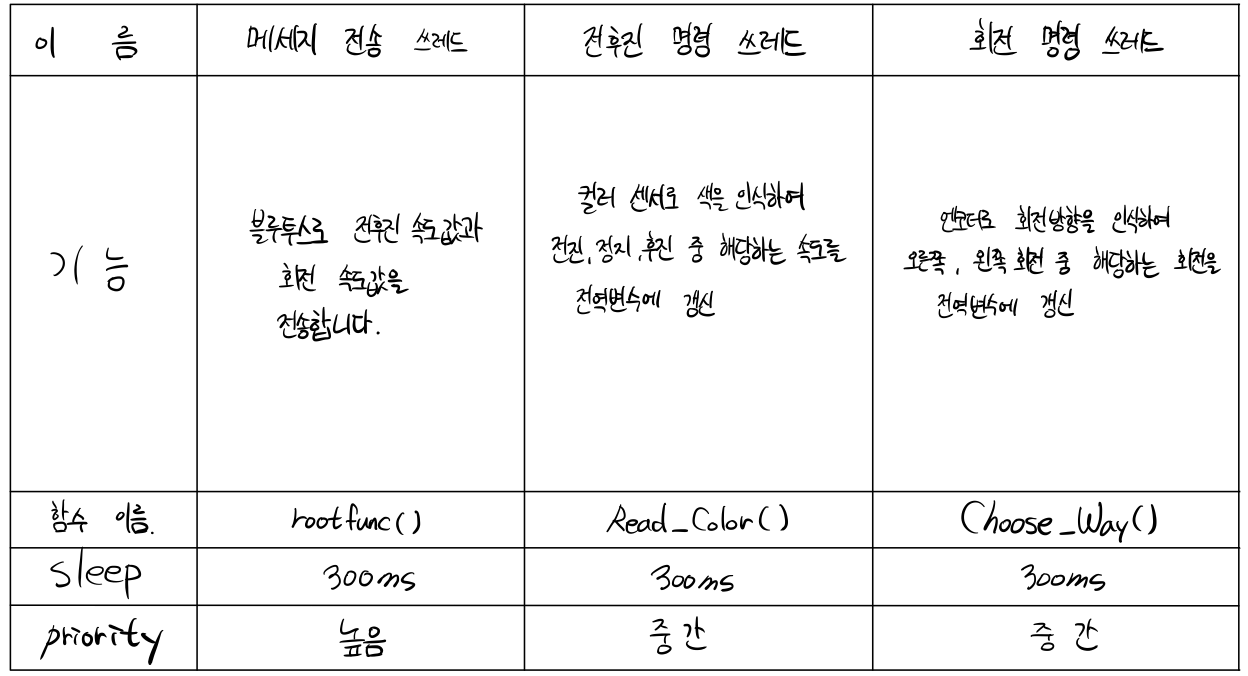 이 름 메세지 전송 쓰레드 전후진 명령 쓰레드 회전 명령 쓰레드
기 능
블루투스로 전후진 속도값과
회전 속도값을
전송합니다.
컬러 센서로 색을 인식하여
전진, 정지, 후진 중 해당하는 속도를
전역변수에 갱신
엔코더로 회전방향을 인식하여
오른쪽, 왼쪽 회전 중 해당하는 회전을
전역변수에 갱신
함수 이름. rootfunc() Read_Color() Choose_Way()
sleep 300ms 300ms 300ms
priority 높음 중간 중간